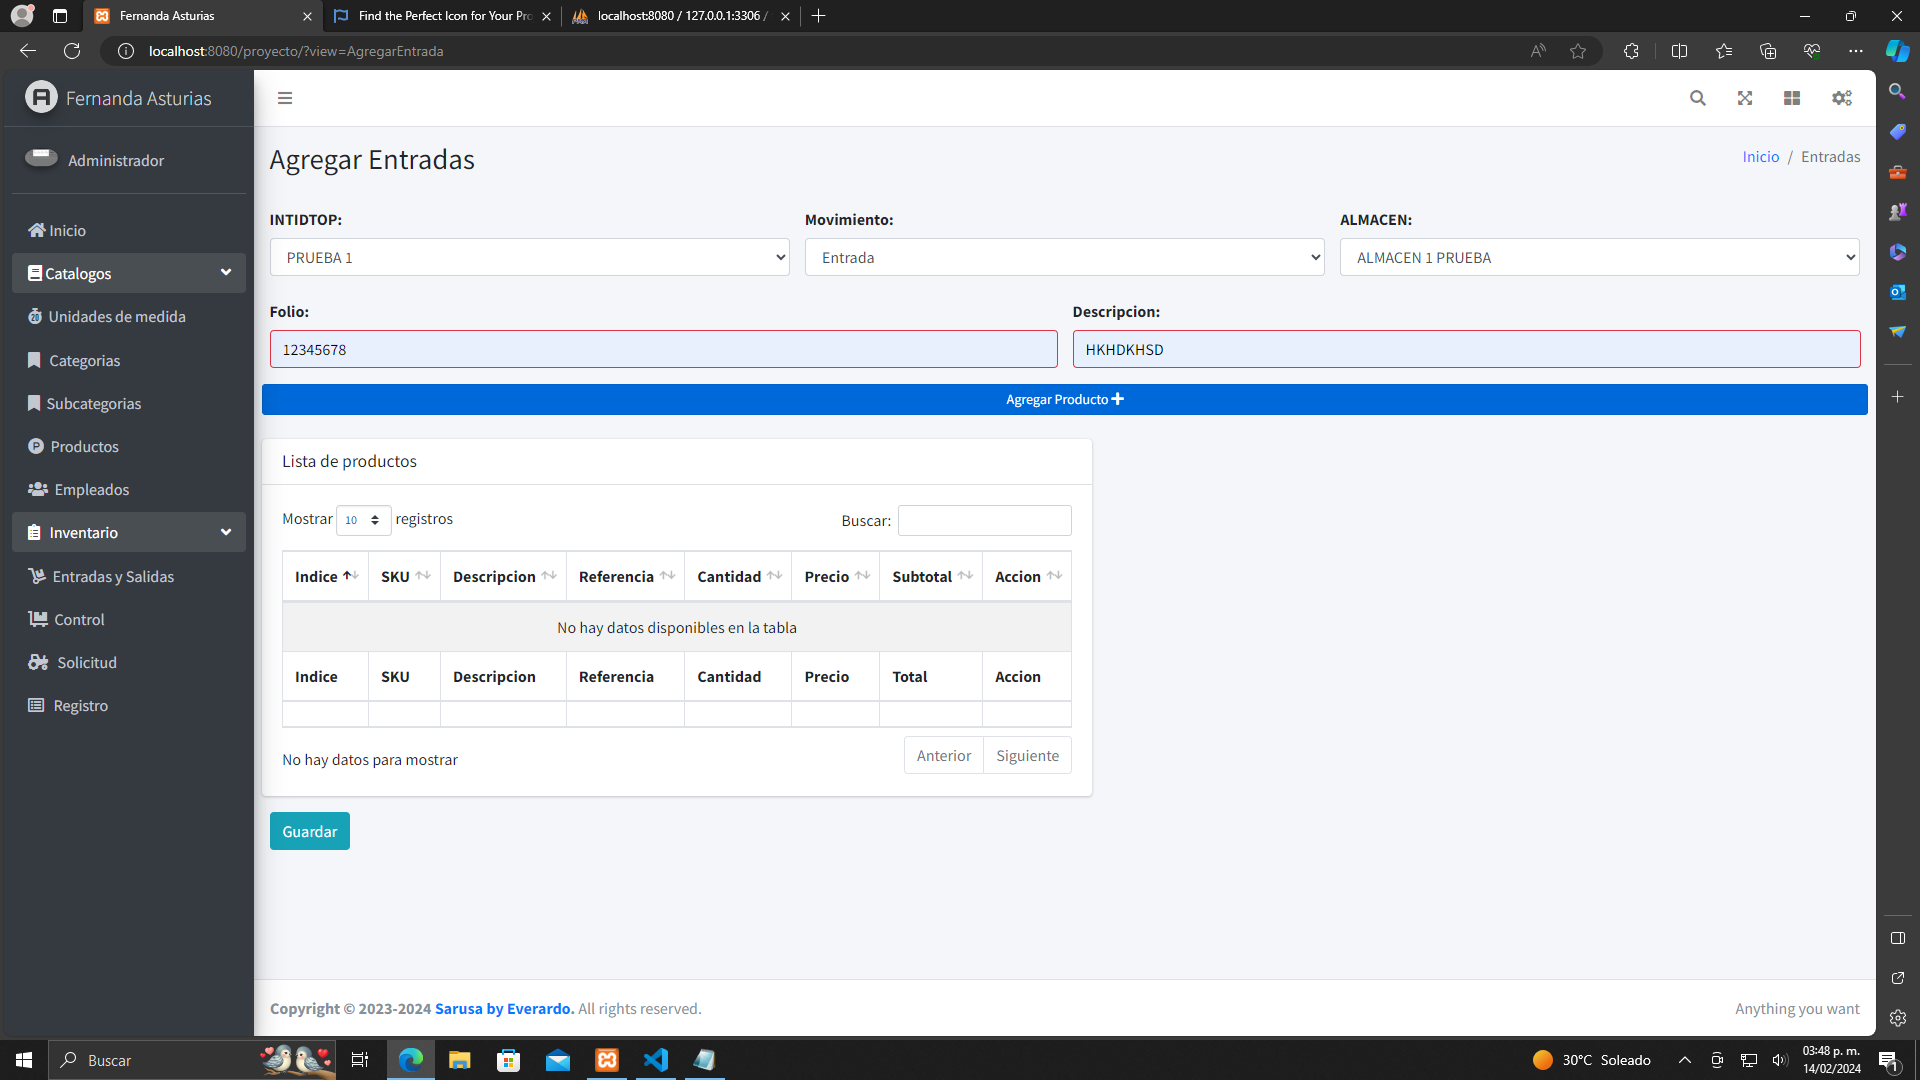 Fernanda Asturias
Find the Perfect Icon for Your Pro
localhost:8080 / 127.0.0.1:3306 /
localhost:8080/proyecto/?view=AgregarEntrada
Fernanda Asturias
Administrador
Inicio
Catalogos
Unidades de medida
Categorias
Subcategorias
Productos
Empleados
Inventario
Entradas y Salidas
Control
Solicitud
Registro
Agregar Entradas
Inicio / Entradas
INTIDTOP: Movimiento: ALMACEN:
PRUEBA 1 Entrada ALMACEN 1 PRUEBA
Folio: Descripcion:
12345678 HKHDKHSD
Agregar Producto
Lista de productos
Mostrar 10 registros Buscar:
Indice SKU Descripcion Referencia Cantidad Precio Subtotal Accion
No hay datos disponibles en la tabla
Indice SKU Descripcion Referencia Cantidad Precio Total Accion
No hay datos para mostrar Anterior Siguiente
Guardar
Copyright © 2023-2024 Sarusa by Everardo. All rights reserved. Anything you want
Buscar
30°C Soleado
03:48 p. m.
14/02/2024
1